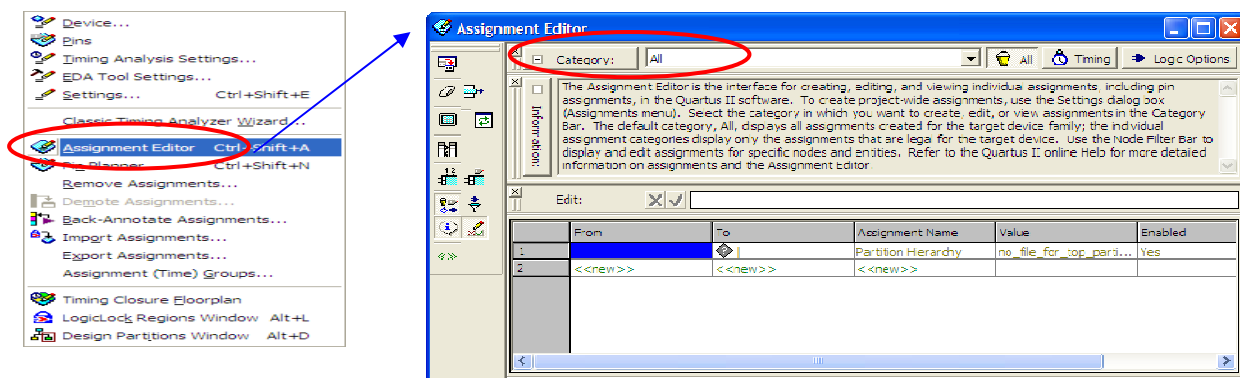 Device...
Pins
Timing Analysis Settings...
EDA Tool Settings...
Settings... Ctrl+Shift+E
Classic Timing Analyzer Wizard...
Assignment Editor Ctrl+Shift+A
Pin Planner Ctrl+Shift+N
Remove Assignments...
Demote Assignments...
Back-Annotate Assignments...
Import Assignments...
Export Assignments...
Assignment (Time) Groups...
Timing Closure Floorplan
LogicLock Regions Window Alt+L
Design Partitions Window Alt+D
Assignment Editor
Category: All
All Timing Logic Options
Information:
The Assignment Editor is the interface for creating, editing, and viewing individual assignments, including pin
assignments, in the Quartus II software. To create project-wide assignments, use the Settings dialog box
(Assignments menu). Select the category in which you want to create, edit, or view assignments in the Category
Bar. The default category, All, displays all assignments created for the target device family; the individual
assignment categories display only the assignments that are legal for the target device. Use the Node Filter Bar to
display and edit assignments for specific nodes and entities. Refer to the Quartus II online Help for more detailed
information on assignments and the Assignment Editor
Edit:
From To Assignment Name Value Enabled
1 Partition Hierarchy no_file_for_top_parti... Yes
2 <<new>> <<new>> <<new>>